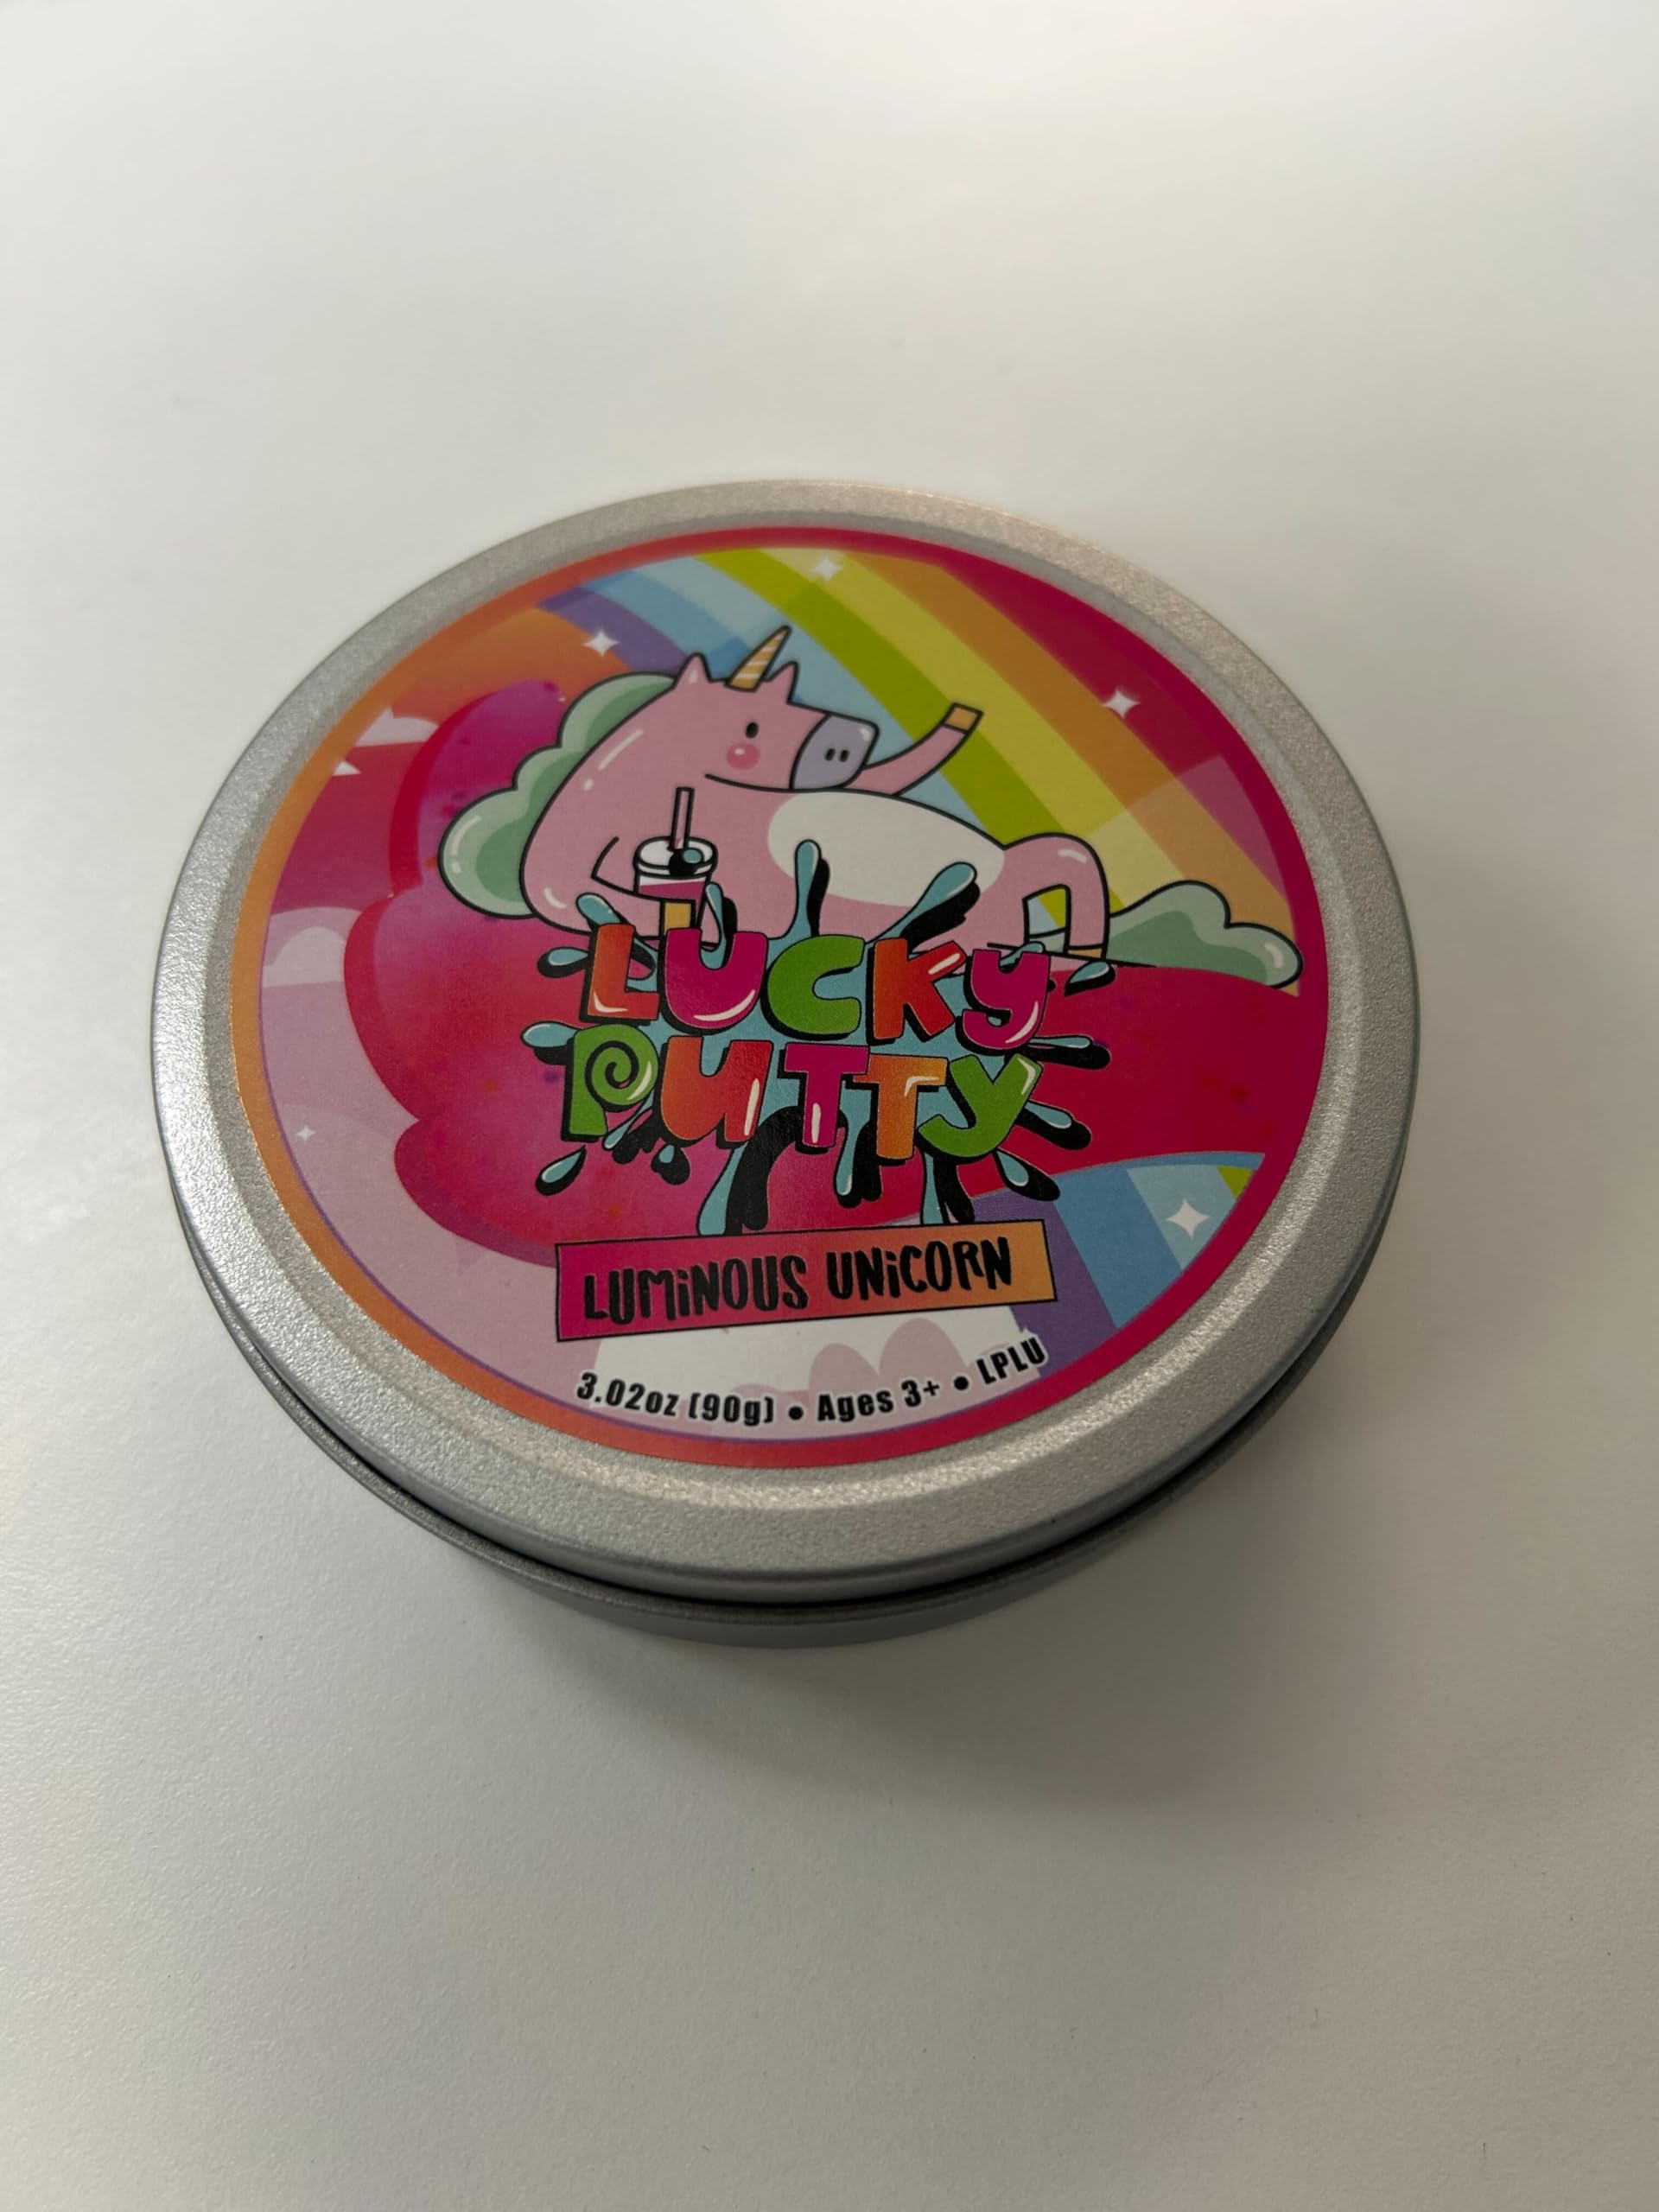 LUCKY
PUTTY
LUMiNOUS UNiCORN
3.02oz (90g) • Ages 3+ • LPLU